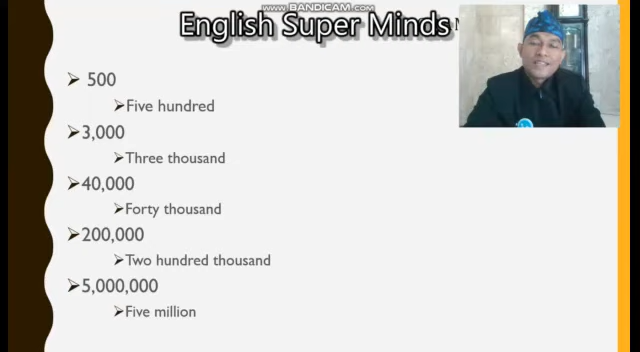 www.BANDICAM.com
English Super Minds
500
Five hundred
3,000
Three thousand
40,000
Forty thousand
200,000
Two hundred thousand
5,000,000
Five million